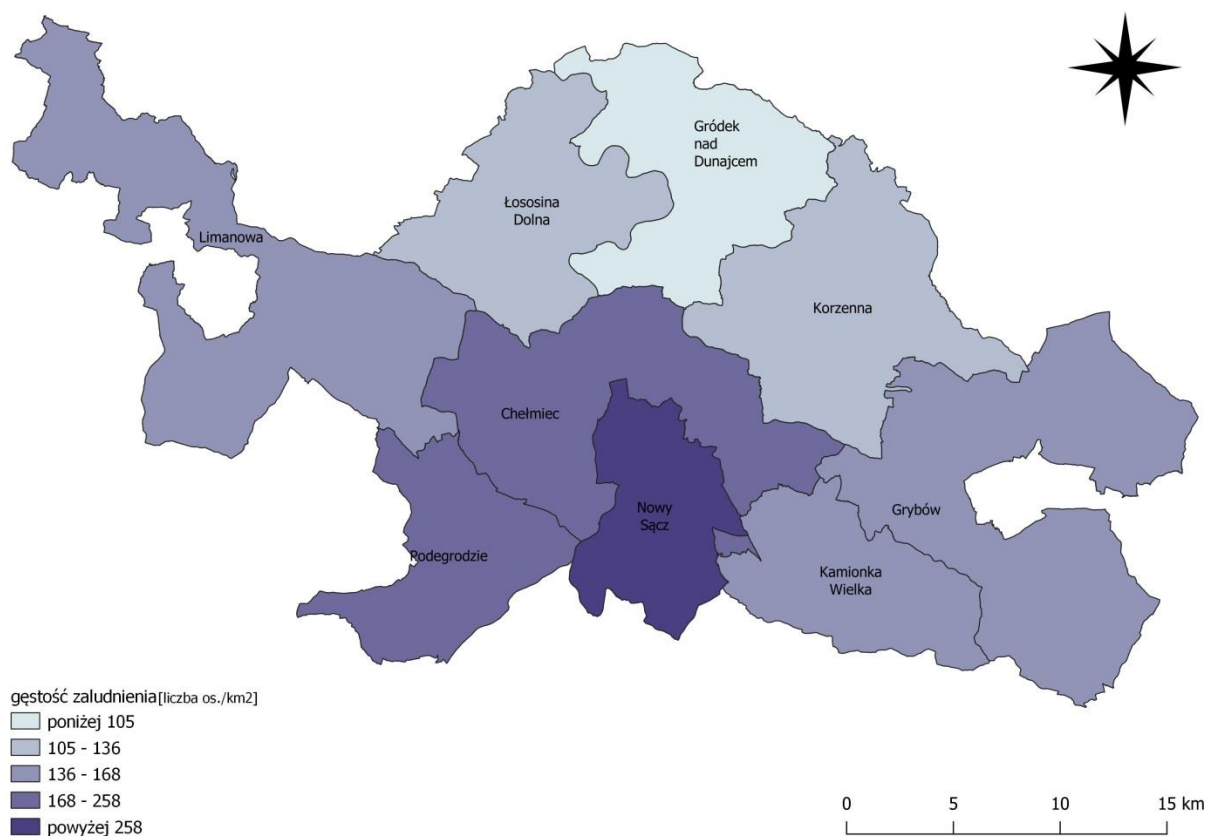 Gródek
nad
Dunajcem
Łososina
Dolna
Limanowa
Korzenna
Chełmiec
Nowy
Sącz
Grybów
Podegrodzie
Kamionka
Wielka
gęstość zaludnienia [liczba os./km2]
poniżej 105
105 - 136
136 - 168
168 - 258
powyżej 258
0 5 10 15 km